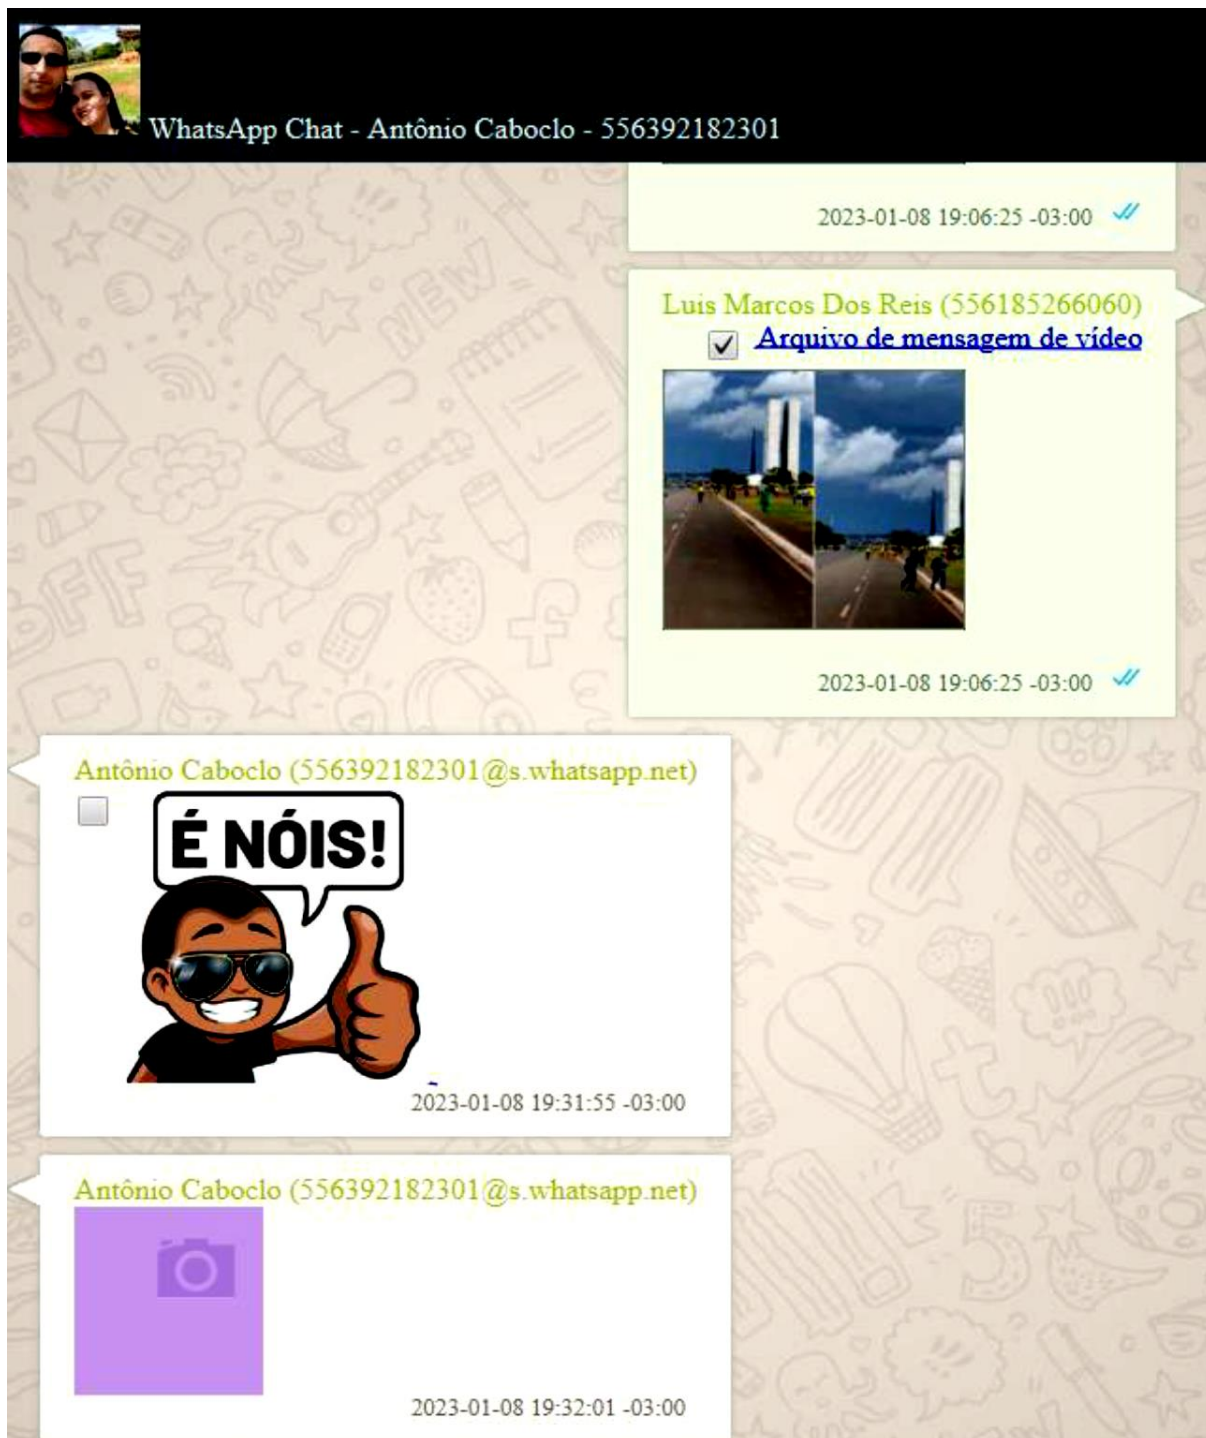 WhatsApp Chat - Antônio Caboclo - 556392182301
2023-01-08 19:06:25 -03:00
Luis Marcos Dos Reis (556185266060)
Arquivo de mensagem de vídeo
2023-01-08 19:06:25 -03:00
Antônio Caboclo (556392182301@s.whatsapp.net)
É NÓIS!
2023-01-08 19:31:55 -03:00
Antônio Caboclo (556392182301@s.whatsapp.net)
2023-01-08 19:32:01 -03:00
NEW
BFF